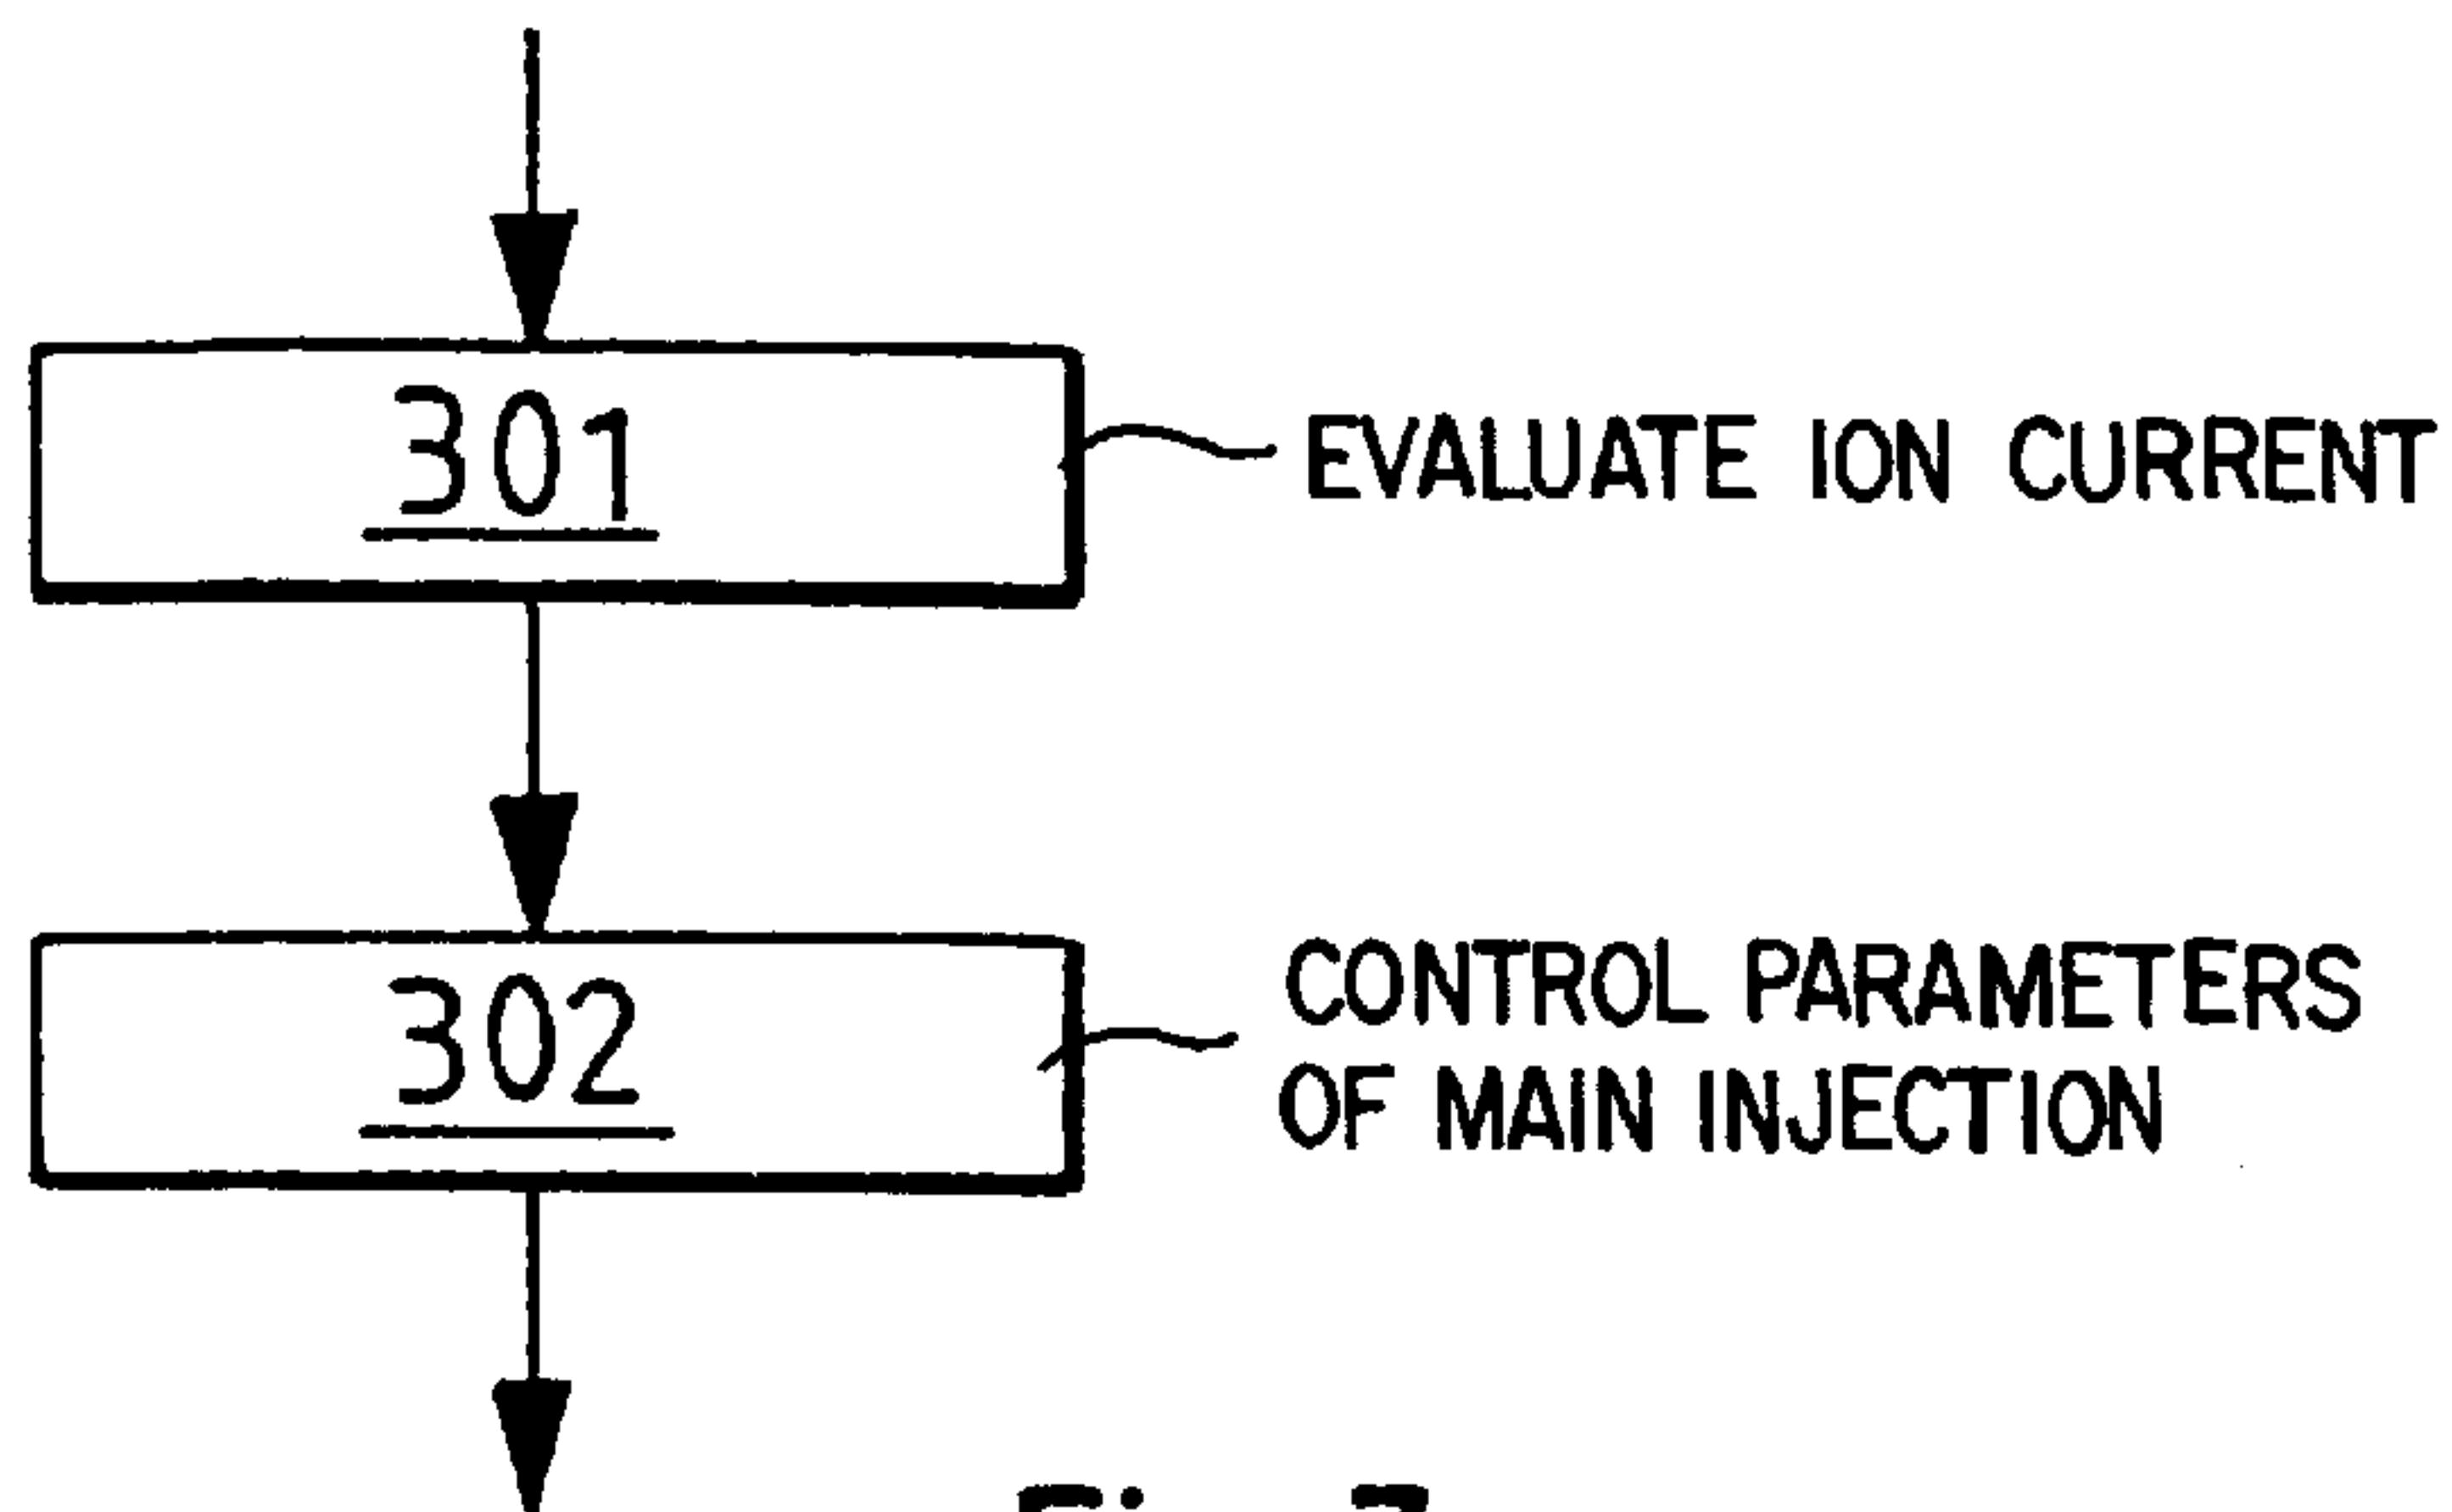 301
EVALUATE ION CURRENT
302
CONTROL PARAMETERS
OF MAIN INJECTION